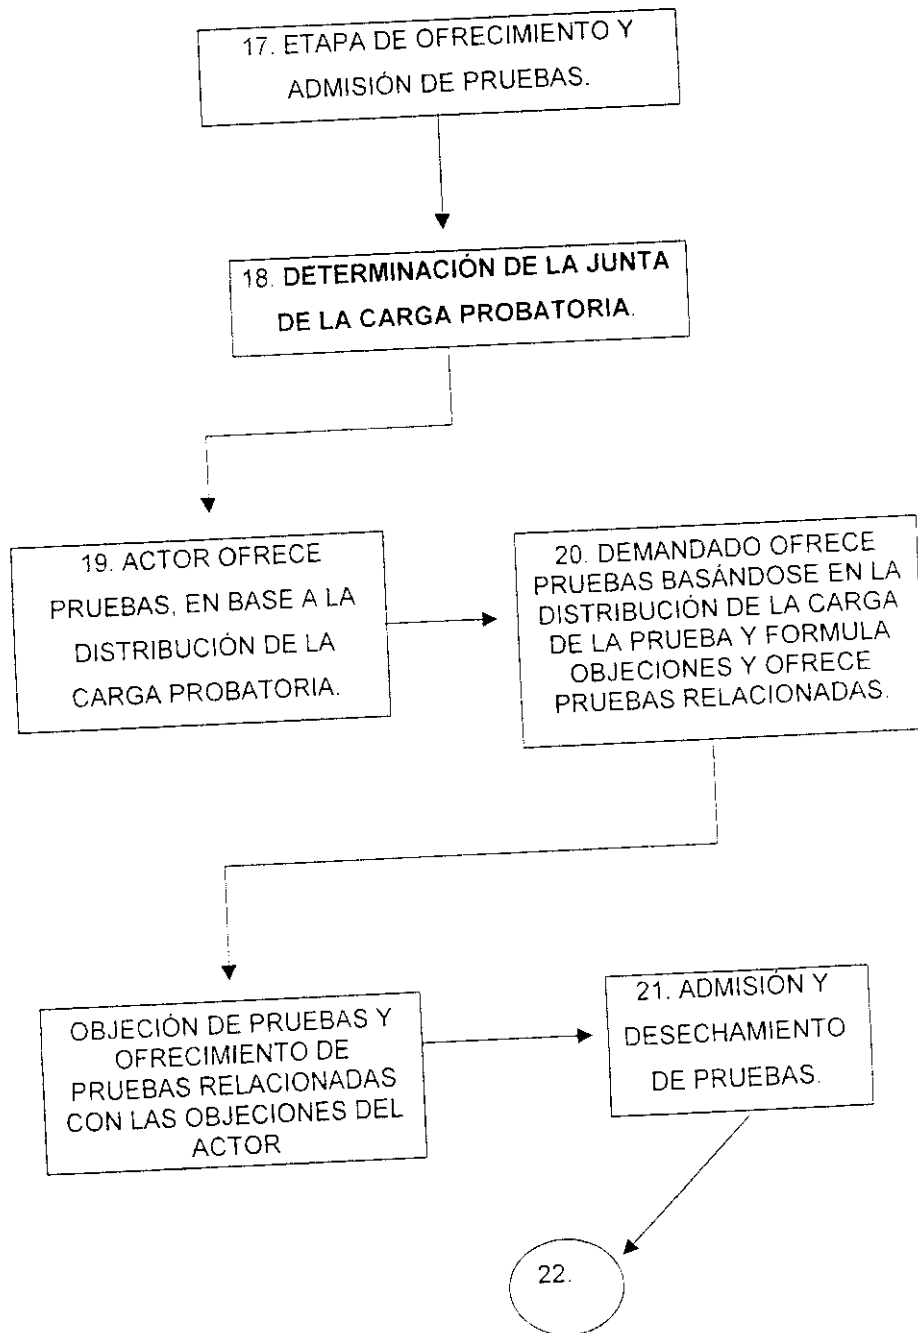 17. ETAPA DE OFRECIMIENTO Y
ADMISIÓN DE PRUEBAS.
18. DETERMINACIÓN DE LA JUNTA
DE LA CARGA PROBATORIA.
19. ACTOR OFRECE
PRUEBAS, EN BASE A LA
DISTRIBUCIÓN DE LA
CARGA PROBATORIA.
20. DEMANDADO OFRECE
PRUEBAS BASÁNDOSE EN LA
DISTRIBUCIÓN DE LA CARGA
DE LA PRUEBA Y FORMULA
OBJECIONES Y OFRECE
PRUEBAS RELACIONADAS.
OBJECIÓN DE PRUEBAS Y
OFRECIMIENTO DE
PRUEBAS RELACIONADAS
CON LAS OBJECIONES DEL
ACTOR
21. ADMISIÓN Y
DESECHAMIENTO
DE PRUEBAS.
22.